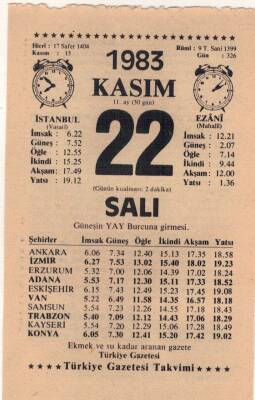 Hicrî : 17 Safer 1404
Kasım : 15
1983
Rûmî : 9 T. Sani 1399
Gün : 326
KASIM
11. ay (30 gün)
İSTANBUL
(Vasatî)
İmsak : 6.22
Güneş : 7.52
Öğle : 12.55
İkindi : 15.25
Akşam : 17.49
Yatsı : 19.12
22
EZÂNÎ
(Mahallî)
İmsak : 12.21
Güneş : 2.07
Öğle : 7.14
İkindi : 9.44
Akşam : 12.00
Yatsı : 1.36
(Günün kısalması: 2 dakika)
SALI
Güneşin YAY Burcuna girmesi.
Şehirler İmsak Güneş Öğle İkindi Akşam Yatsı
ANKARA 6.06 7.34 12.40 15.13 17.35 18.58
İZMİR 6.27 7.53 13.02 15.40 18.02 19.23
ERZURUM 5.32 7.00 12.06 14.39 17.02 18.24
ADANA 5.53 7.17 12.30 15.11 17.33 18.52
ESKİŞEHİR 6.15 7.43 12.49 15.23 17.45 19.08
VAN 5.22 6.49 11.58 14.35 16.57 18.18
SAMSUN 5.54 7.23 12.26 14.55 17.18 18.43
TRABZON 5.40 7.09 12.12 14.43 17.06 18.29
KAYSERİ 5.54 7.20 12.29 15.06 17.28 18.49
KONYA 6.05 7.30 12.41 15.20 17.42 19.02
Ekmek ve su kadar aranan gazete
Türkiye Gazetesi
★★★★ Türkiye Gazetesi Takvimi ★★★★